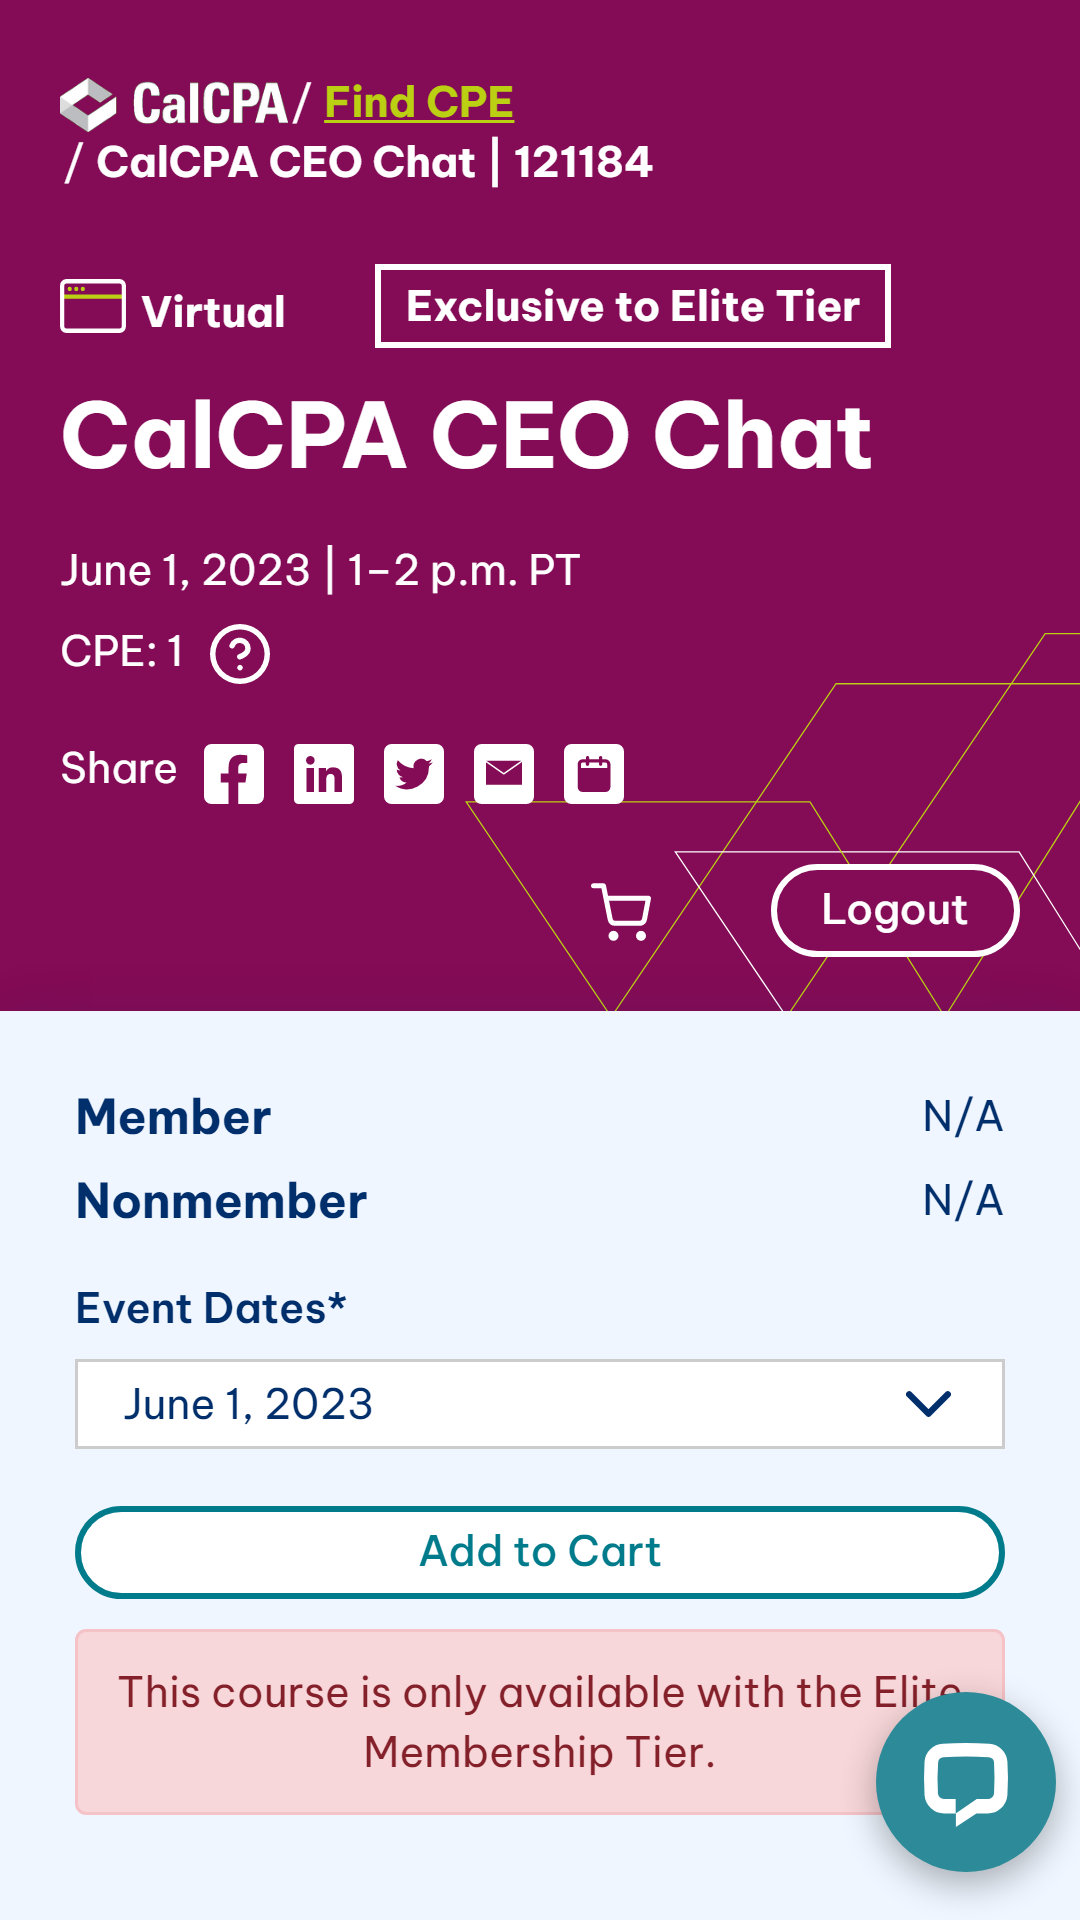 CalCPA / Find CPE
/ CalCPA CEO Chat | 121184
Virtual
Exclusive to Elite Tier
CalCPA CEO Chat
June 1, 2023 | 1–2 p.m. PT
CPE: 1 ?
Share
Logout
Member N/A
Nonmember N/A
Event Dates*
June 1, 2023
Add to Cart
This course is only available with the Elite
Membership Tier.